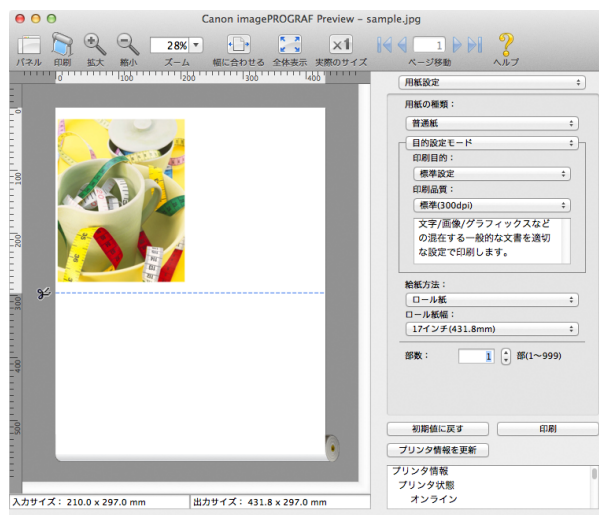 Canon imagePROGRAF Preview – sample.jpg
28%
×1
1
パネル 印刷 拡大 縮小 ズーム 幅に合わせる 全体表示 実際のサイズ ページ移動 ヘルプ
0 100 200 300 400
0
100
200
300
400
500
用紙設定
用紙の種類：
普通紙
目的設定モード
印刷目的：
標準設定
印刷品質：
標準(300dpi)
文字/画像/グラフィックスなど
の混在する一般的な文書を適切
な設定で印刷します。
給紙方法：
ロール紙
ロール紙幅：
17インチ(431.8mm)
部数： 1 部(1〜999)
初期値に戻す 印刷
プリンタ情報を更新
プリンタ情報
プリンタ状態
オンライン
入力サイズ： 210.0 x 297.0 mm 出力サイズ： 431.8 x 297.0 mm